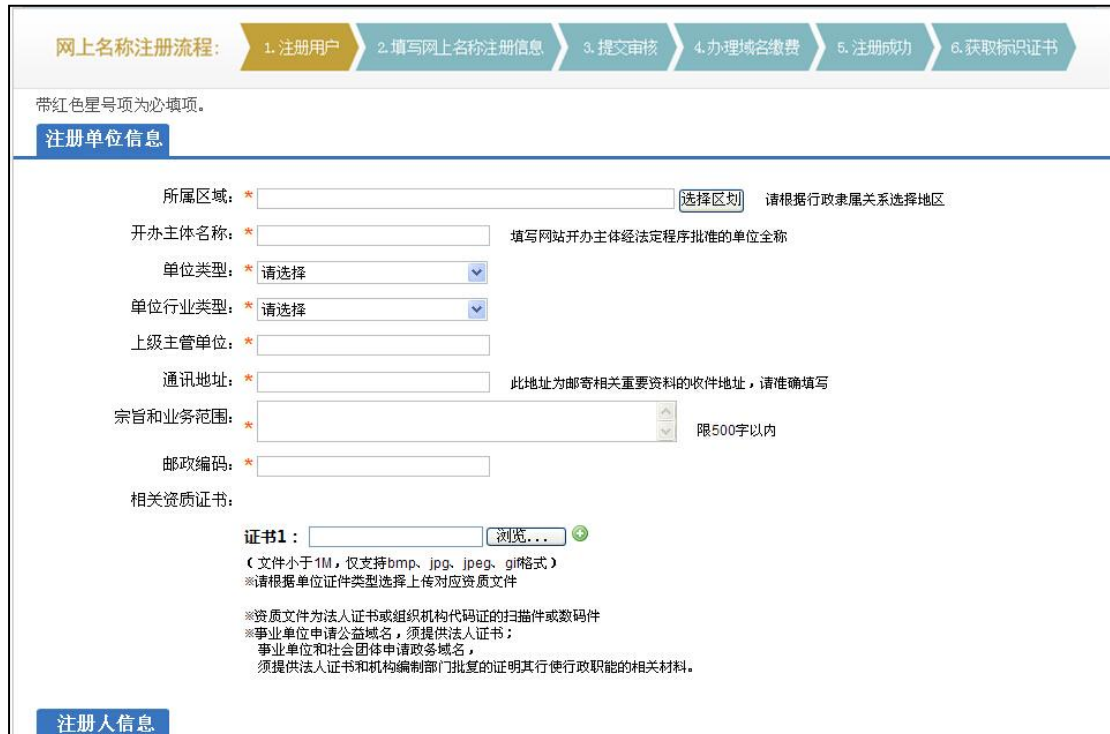 网上名称注册流程: 1.注册用户 2.填写网上名称注册信息 3.提交审核 4.办理域名缴费 5.注册成功 6.获取标识证书
带红色星号项为必填项。
注册单位信息
所属区域: * 选择区划 请根据行政隶属关系选择地区
开办主体名称: * 填写网站开办主体经法定程序批准的单位全称
单位类型: * 请选择
单位行业类型: * 请选择
上级主管单位: *
通讯地址: * 此地址为邮寄相关重要资料的收件地址，请准确填写
宗旨和业务范围: * 限500字以内
邮政编码: *
相关资质证书:
证书1： 浏览...
（文件小于1M，仅支持bmp、jpg、jpeg、gif格式）
※请根据单位证件类型选择上传对应资质文件
※资质文件为法人证书或组织机构代码证的扫描件或数码件
※事业单位申请公益域名，须提供法人证书；
事业单位和社会团体申请政务域名，
须提供法人证书和机构编制部门批复的证明其行使行政职能的相关材料。
注册人信息